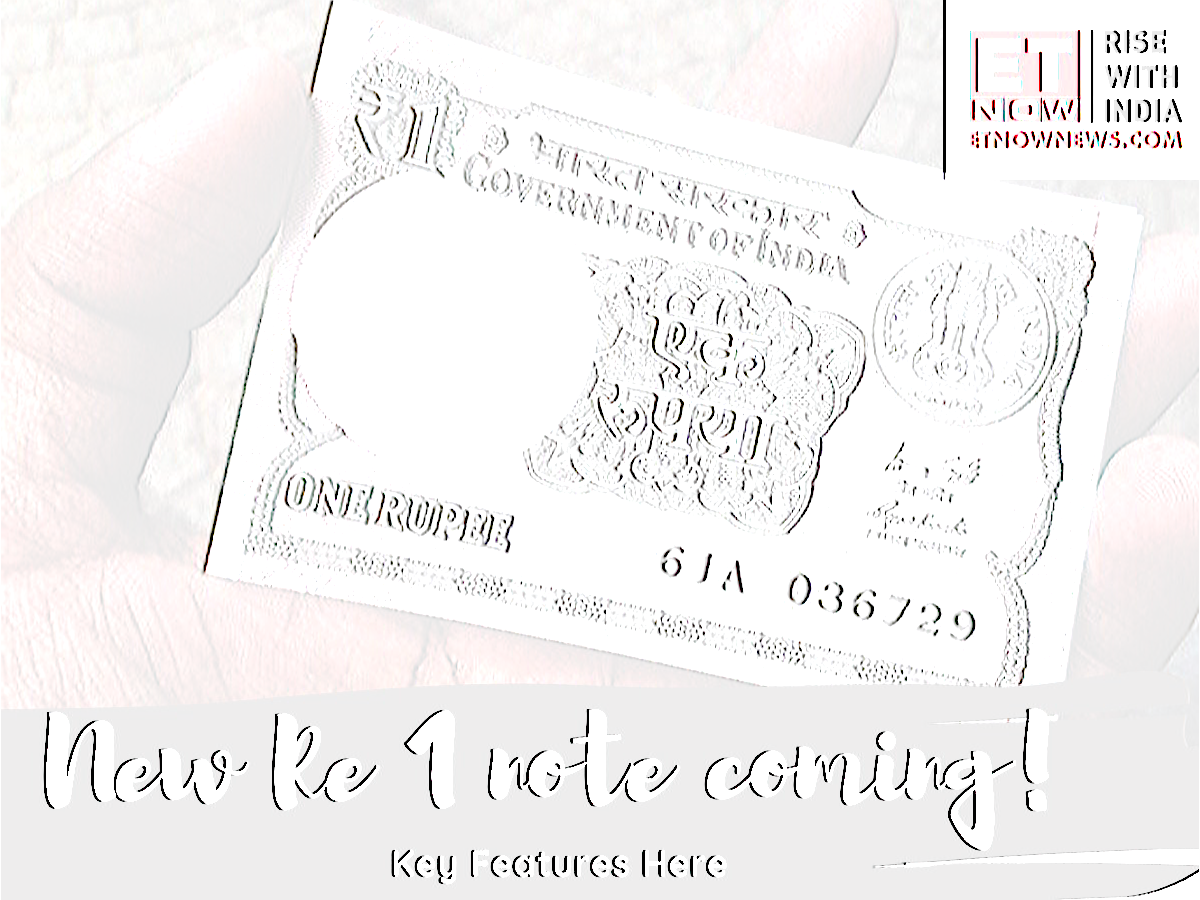 ET NOW
RISE
WITH
INDIA
ETNOWNEWS.COM
₹1
भारत सरकार
GOVERNMENT OF INDIA
एक
रुपया
ONE RUPEE
6JA 036729
New Re 1 note coming!
Key Features Here